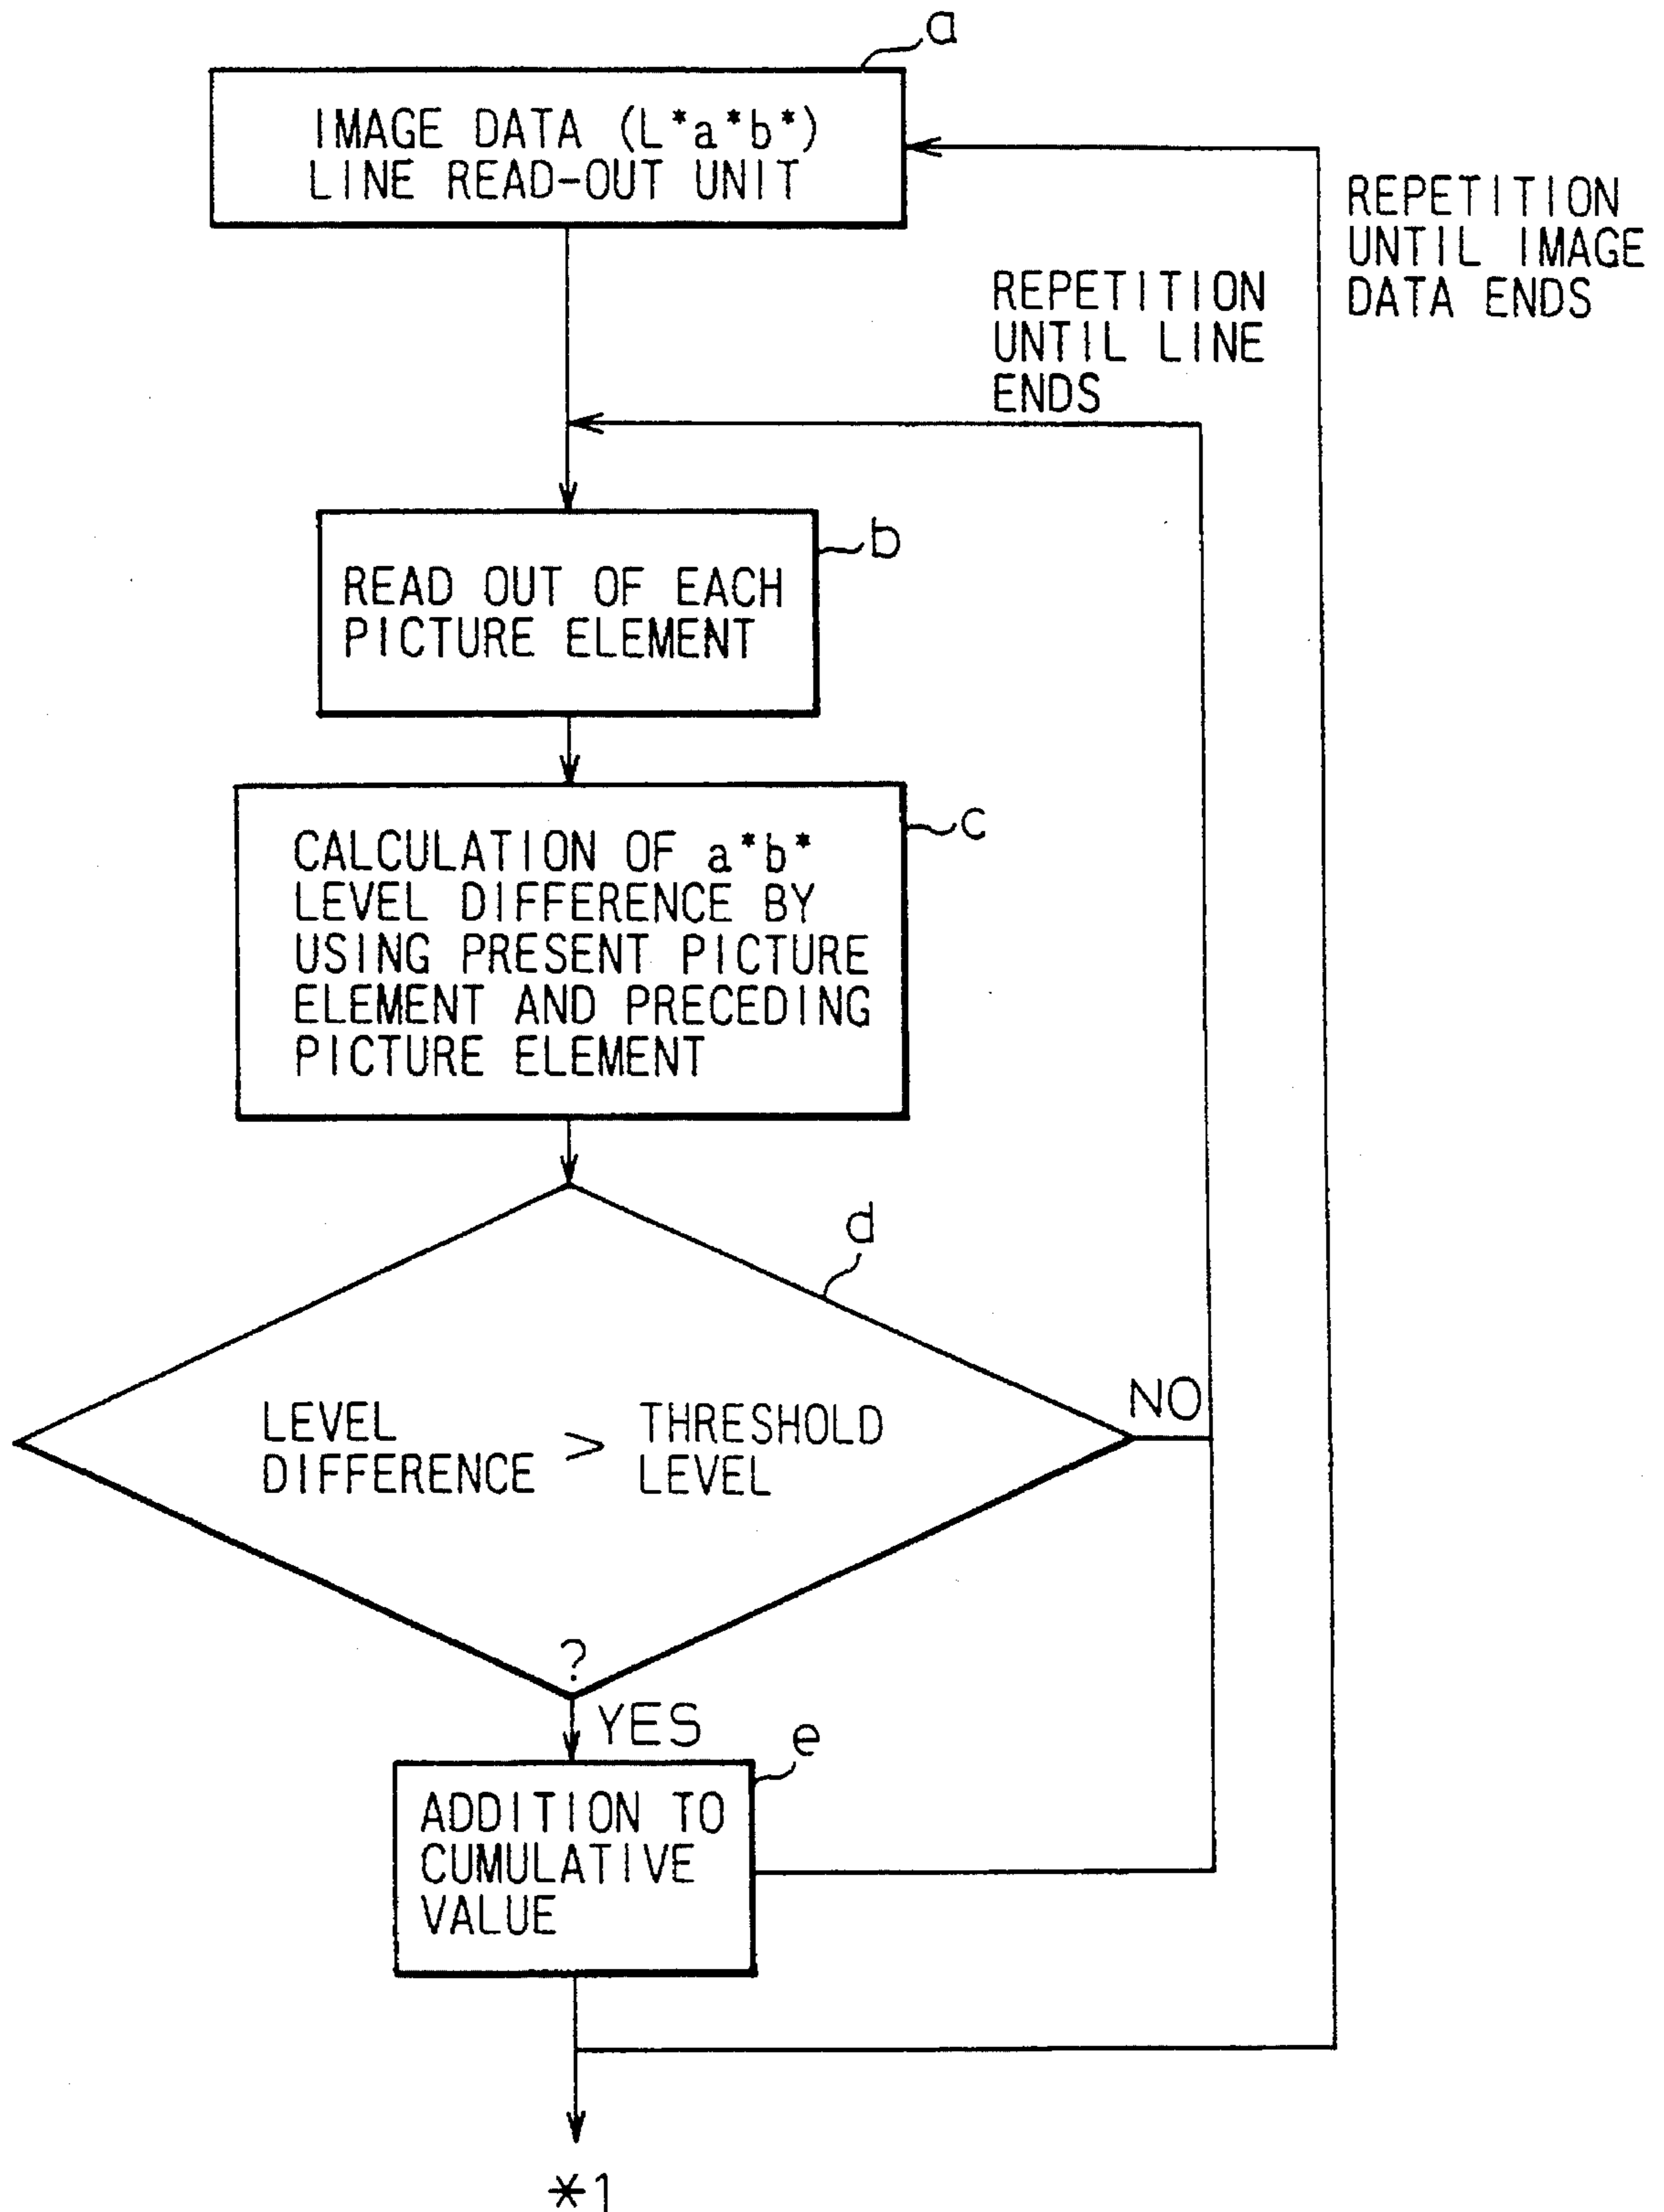 a
IMAGE DATA (L*a*b*)
LINE READ-OUT UNIT
REPETITION
UNTIL IMAGE
DATA ENDS
REPETITION
UNTIL LINE
ENDS
b
READ OUT OF EACH
PICTURE ELEMENT
c
CALCULATION OF a*b*
LEVEL DIFFERENCE BY
USING PRESENT PICTURE
ELEMENT AND PRECEDING
PICTURE ELEMENT
d
NO
LEVEL
DIFFERENCE
>
THRESHOLD
LEVEL
?
YES
e
ADDITION TO
CUMULATIVE
VALUE
*1